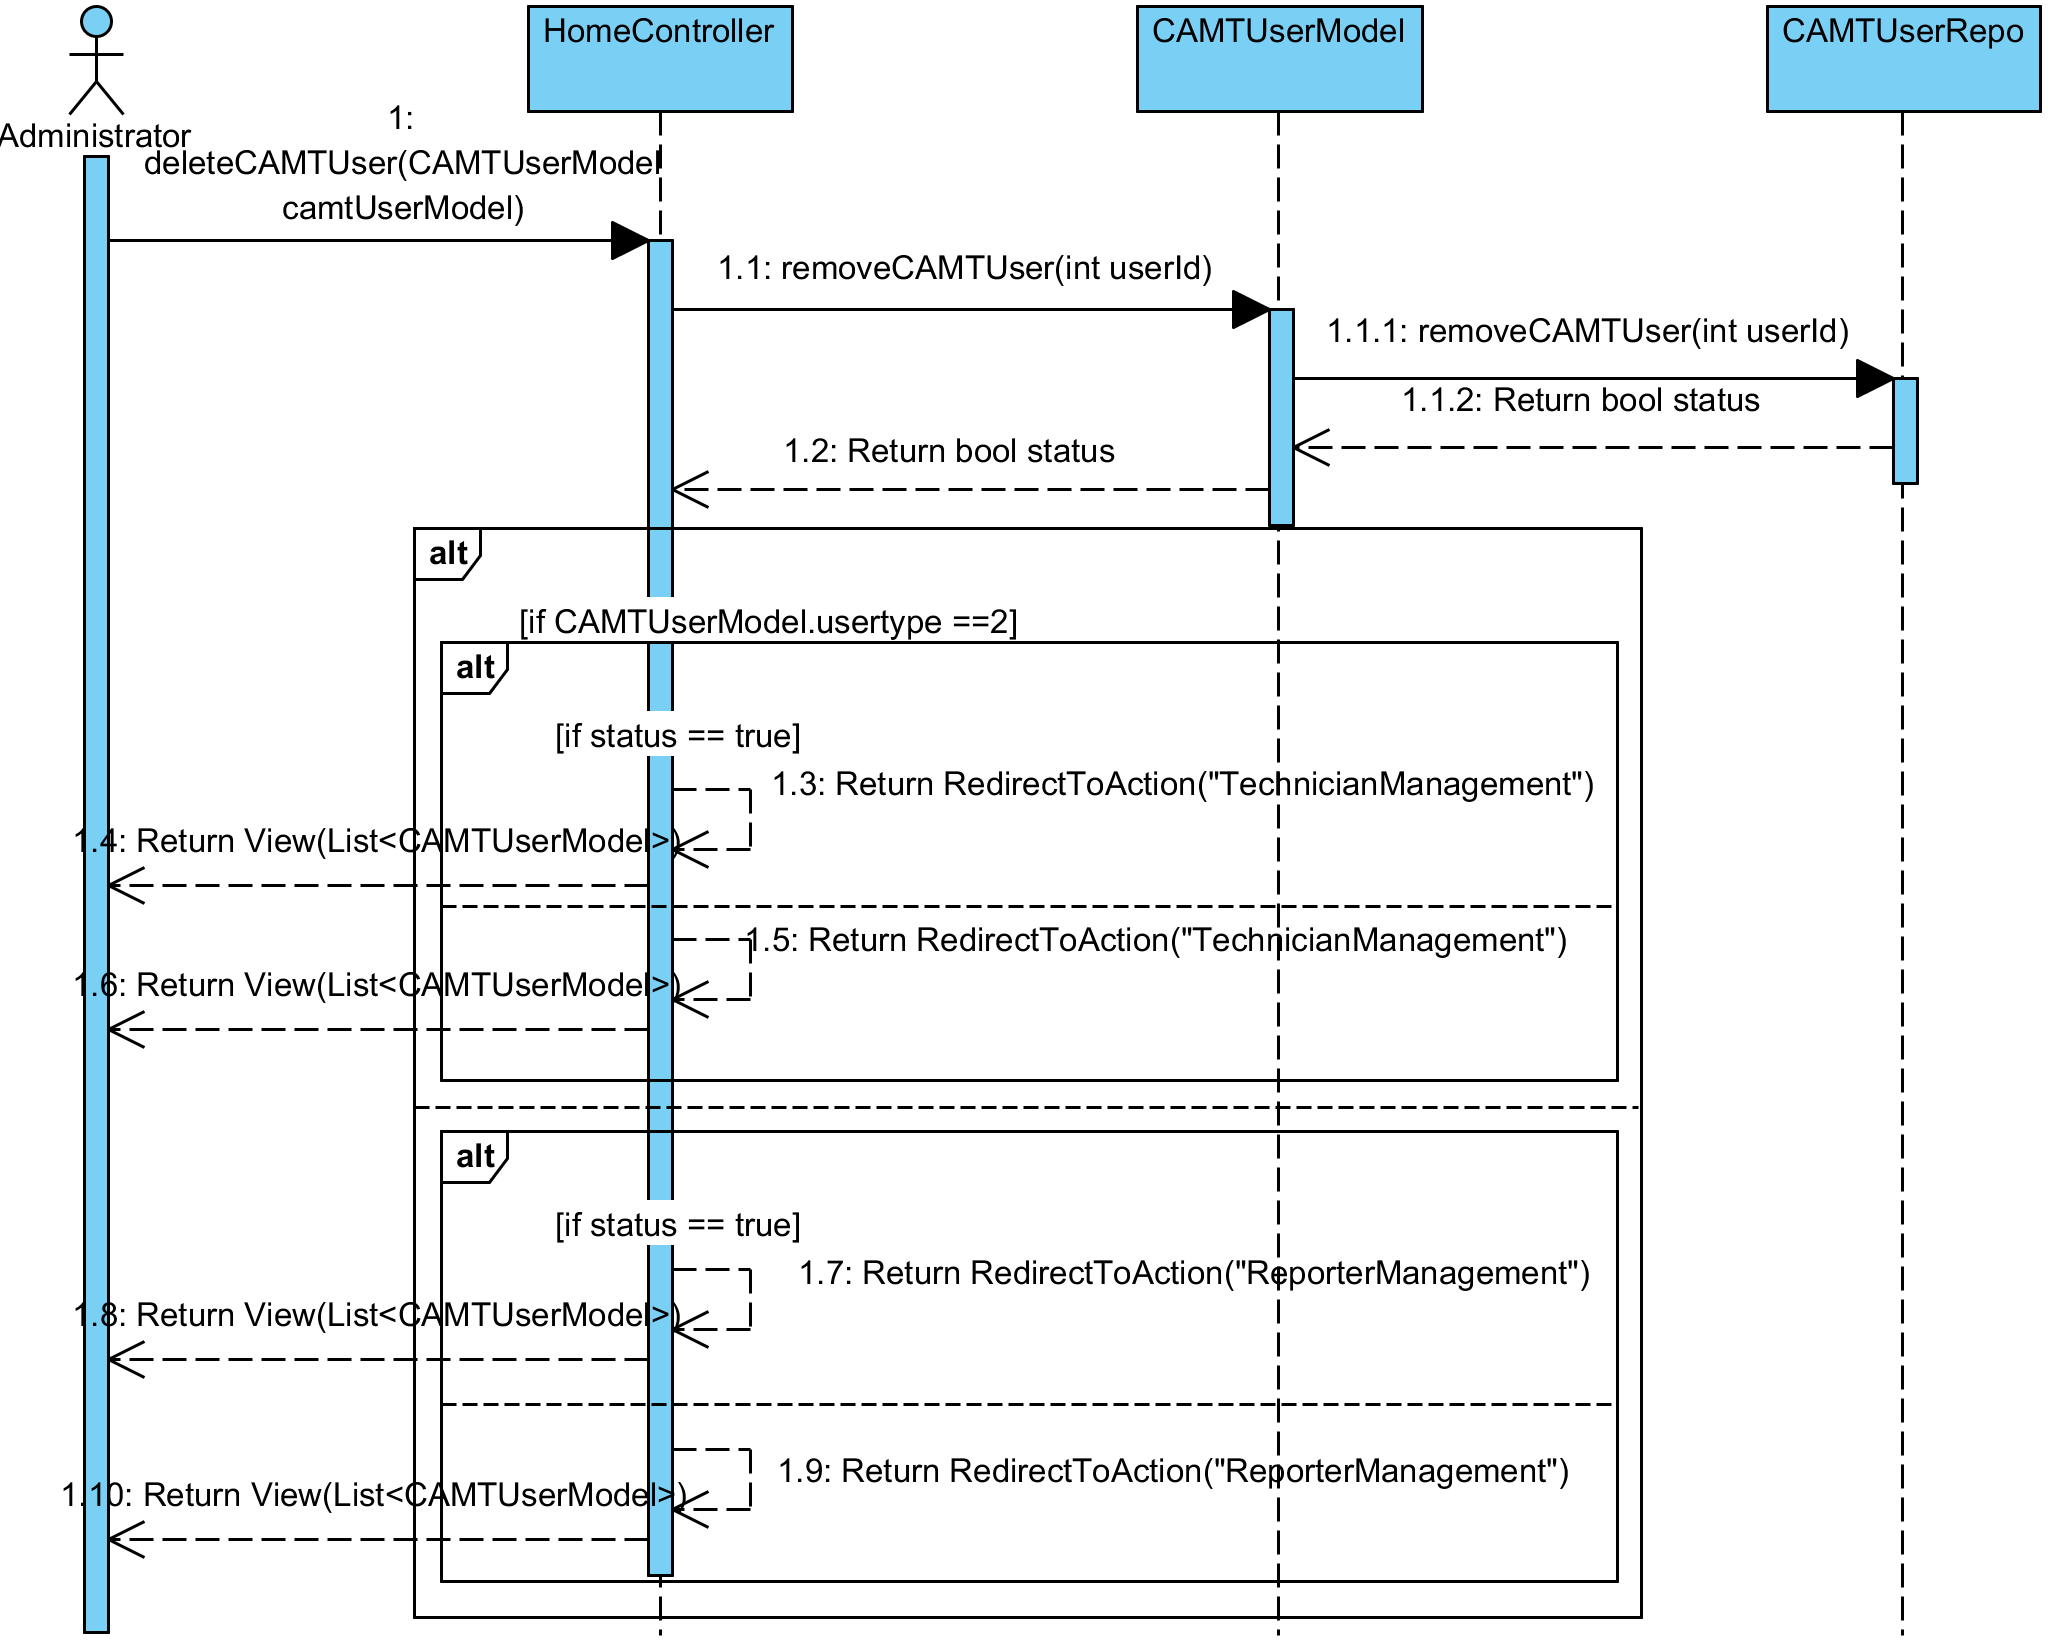 HomeController
CAMTUserModel
CAMTUserRepo
Administrator
1:
deleteCAMTUser(CAMTUserModel
camtUserModel)
1.1: removeCAMTUser(int userId)
1.1.1: removeCAMTUser(int userId)
1.1.2: Return bool status
1.2: Return bool status
alt
[if CAMTUserModel.usertype ==2]
alt
[if status == true]
1.3: Return RedirectToAction("TechnicianManagement")
1.4: Return View(List<CAMTUserModel>)
1.5: Return RedirectToAction("TechnicianManagement")
1.6: Return View(List<CAMTUserModel>)
alt
[if status == true]
1.7: Return RedirectToAction("ReporterManagement")
1.8: Return View(List<CAMTUserModel>)
1.9: Return RedirectToAction("ReporterManagement")
1.10: Return View(List<CAMTUserModel>)